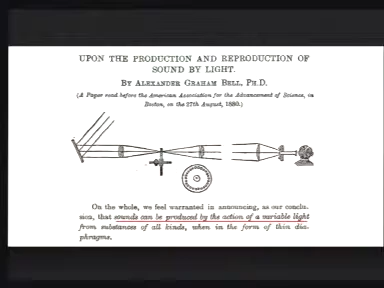 UPON THE PRODUCTION AND REPRODUCTION OF
SOUND BY LIGHT.
BY ALEXANDER GRAHAM BELL, PH.D.
(A Paper read before the American Association for the Advancement of Science, in
Boston, on the 27th August, 1880.)
On the whole, we feel warranted in announcing, as our conclu-
sion, that sounds can be produced by the action of a variable light
from substances of all kinds, when in the form of thin dia-
phragms.